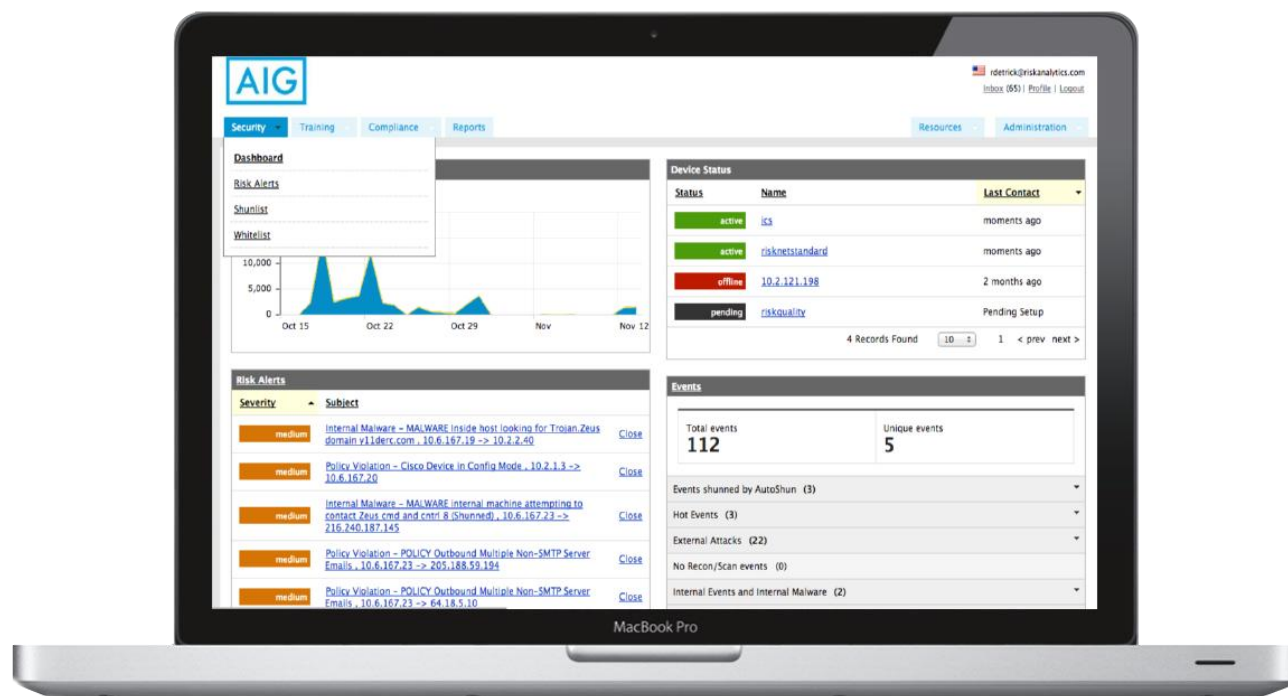 AIG
rdetrick@riskanalytics.com
Inbox (65) | Profile | Logout
Security Training Compliance Reports Resources Administration
Dashboard
Risk Alerts
Shunlist
Whitelist
10,000
5,000
0
Oct 15 Oct 22 Oct 29 Nov Nov 12
Device Status
Status Name Last Contact
active ics moments ago
active risknetstandard moments ago
offline 10.2.121.198 2 months ago
pending riskquality Pending Setup
4 Records Found 10 1 < prev next >
Risk Alerts
Severity Subject
medium Internal Malware – MALWARE Inside host looking for Trojan.Zeus
domain y11derc.com , 10.6.167.19 -> 10.2.2.40 Close
medium Policy Violation – Cisco Device in Config Mode , 10.2.1.3 ->
10.6.167.20 Close
Internal Malware – MALWARE internal machine attempting to
medium contact Zeus cmd and cntrl 8 (Shunned) , 10.6.167.23 -> Close
216.240.187.145
medium Policy Violation – POLICY Outbound Multiple Non-SMTP Server
Emails , 10.6.167.23 -> 205.188.59.194 Close
medium Policy Violation – POLICY Outbound Multiple Non-SMTP Server
Emails , 10.6.167.23 -> 64.18.5.10 Close
Events
Total events Unique events
112 5
Events shunned by AutoShun (3)
Hot Events (3)
External Attacks (22)
No Recon/Scan events (0)
Internal Events and Internal Malware (2)
MacBook Pro